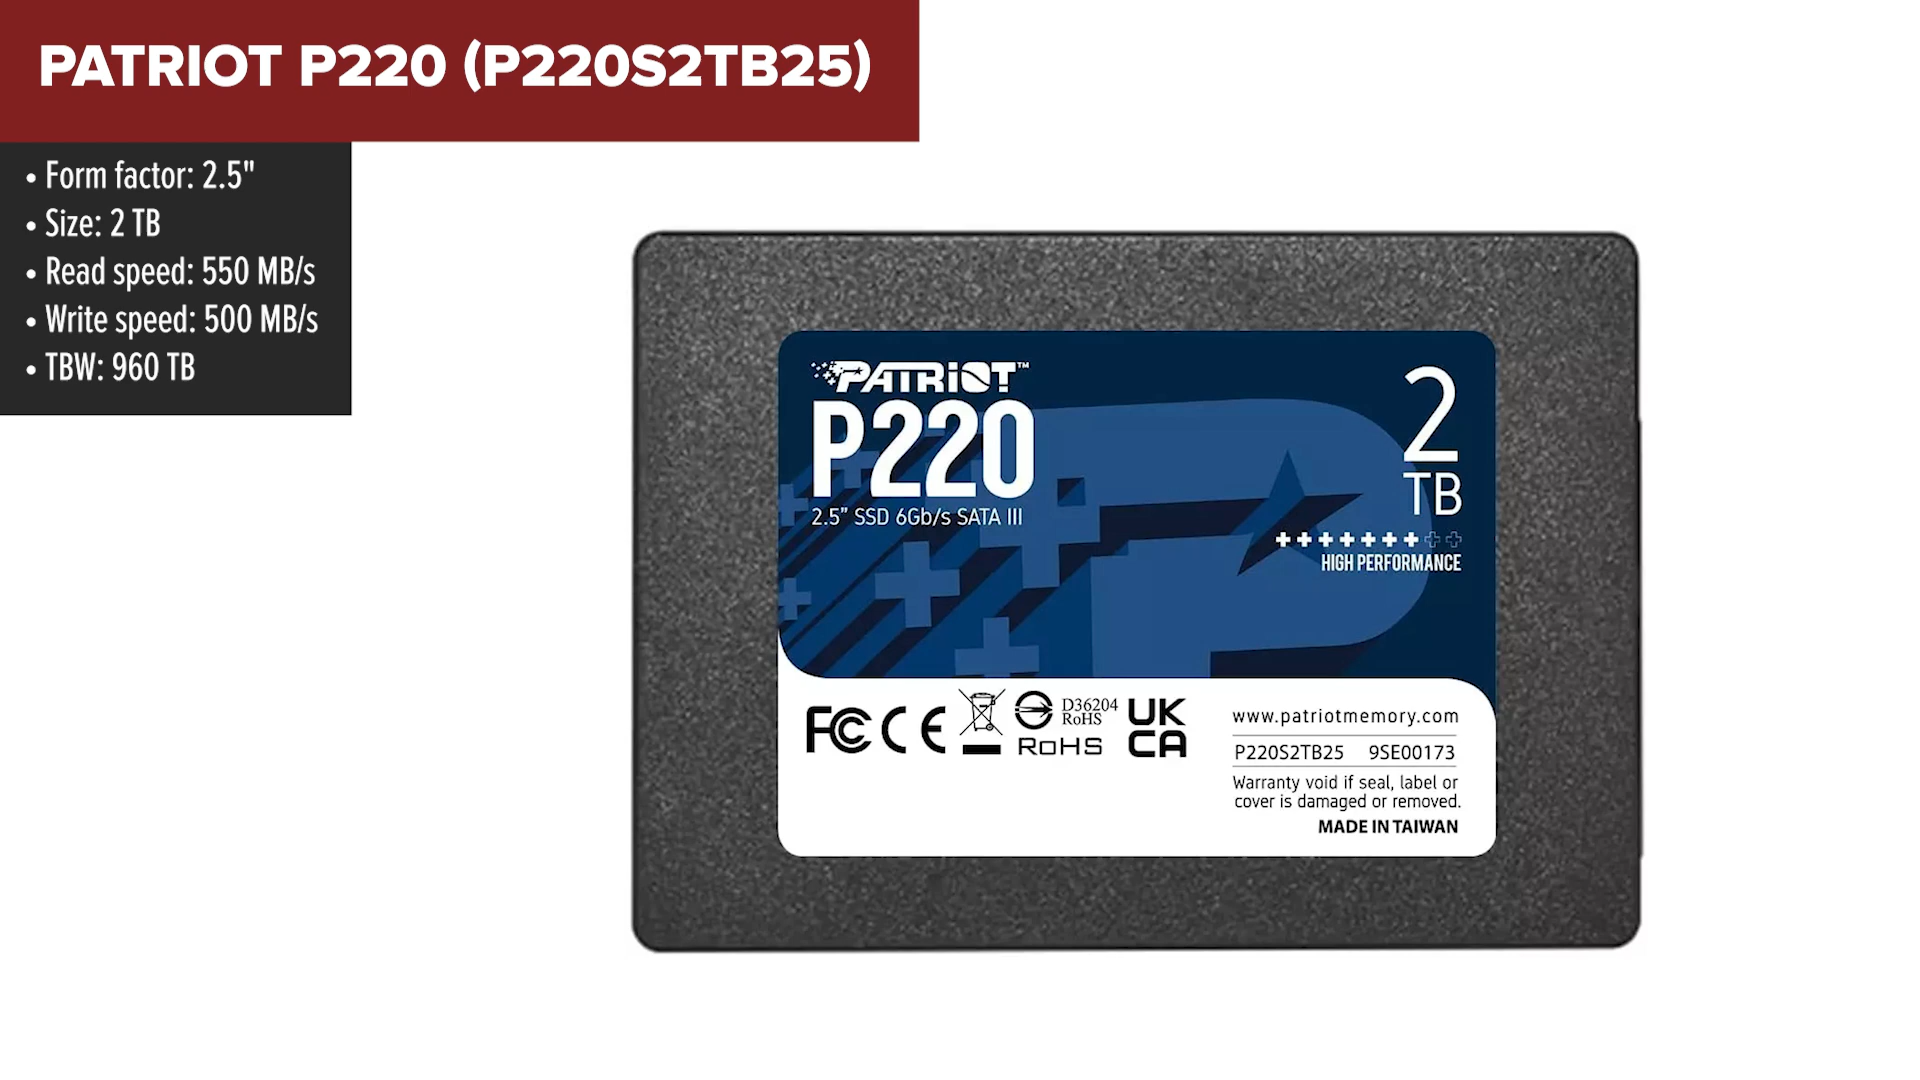 PATRIOT P220 (P220S2TB25)
• Form factor: 2.5"
• Size: 2 TB
• Read speed: 550 MB/s
• Write speed: 500 MB/s
• TBW: 960 TB
PATRiOT™
P220
2.5” SSD 6Gb/s SATA III
2
TB
HIGH PERFORMANCE
FC CE
D36204
RoHS
RoHS
UK
CA
www.patriotmemory.com
P220S2TB25 9SE00173
Warranty void if seal, label or
cover is damaged or removed.
MADE IN TAIWAN